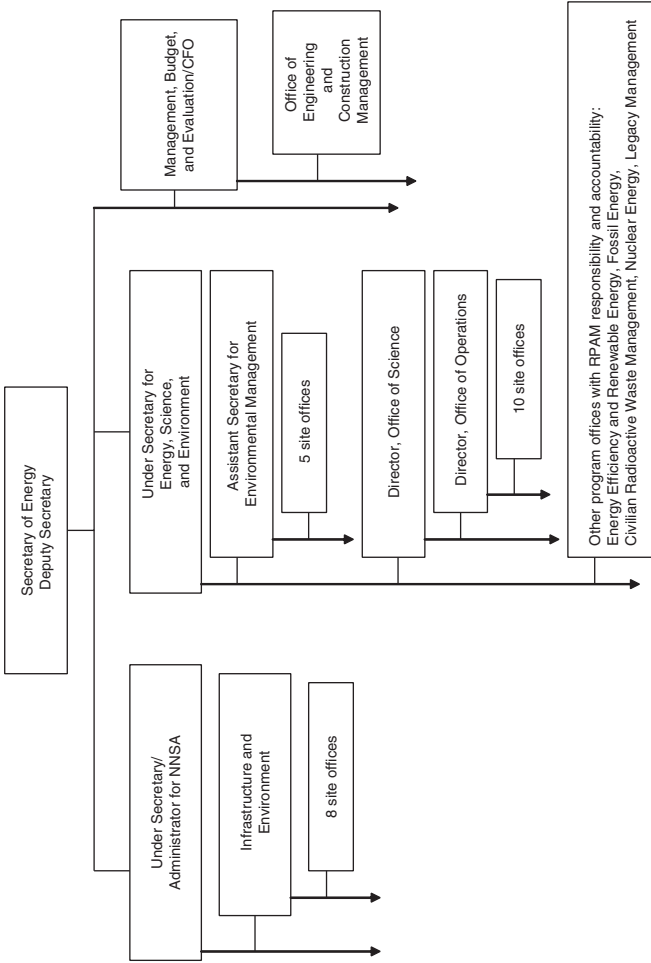 Secretary of Energy
Deputy Secretary
Under Secretary/
Administrator for NNSA
Infrastructure and
Environment
8 site offices
Under Secretary for
Energy, Science,
and Environment
Assistant Secretary for
Environmental Management
5 site offices
Director, Office of Science
Director, Office of Operations
10 site offices
Other program offices with RPAM responsibility and accountability:
Energy Efficiency and Renewable Energy, Fossil Energy,
Civilian Radioactive Waste Management, Nuclear Energy, Legacy Management
Management, Budget,
and Evaluation/CFO
Office of
Engineering
and
Construction
Management